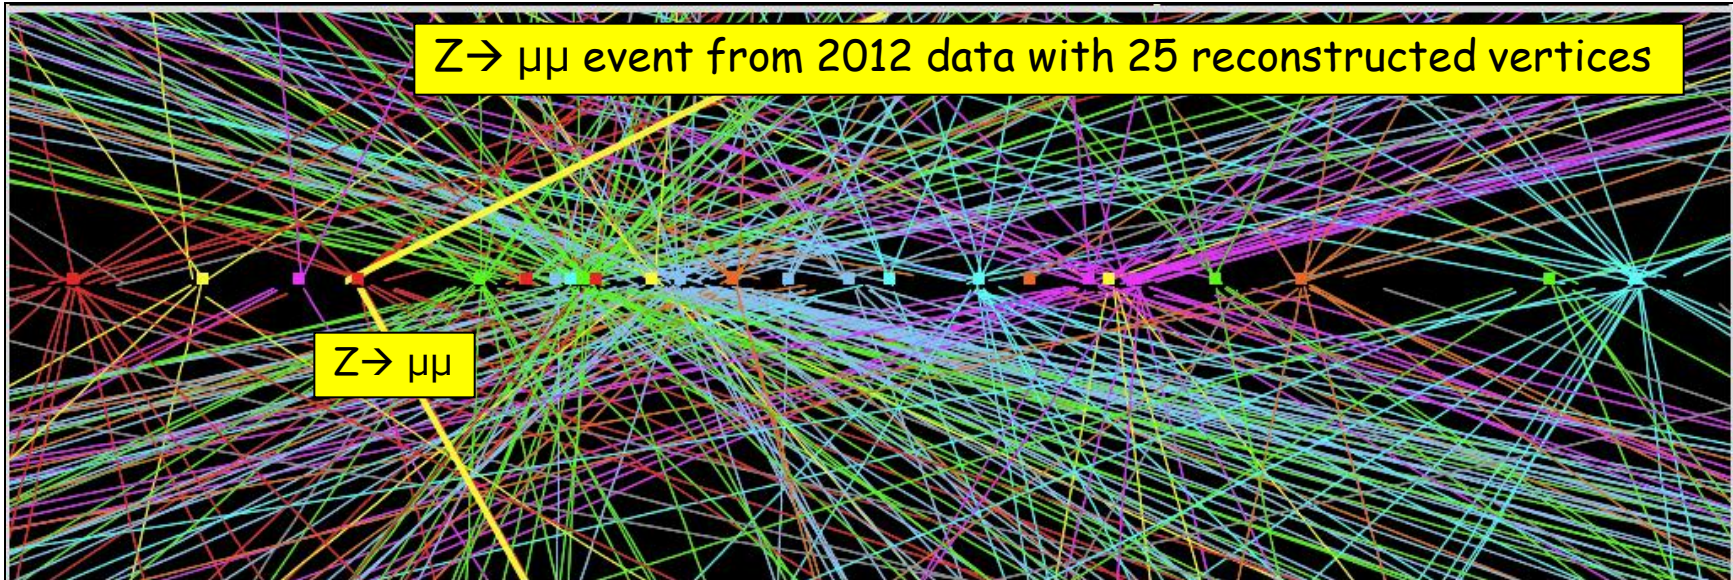 Z→ μμ event from 2012 data with 25 reconstructed vertices
Z→ μμ